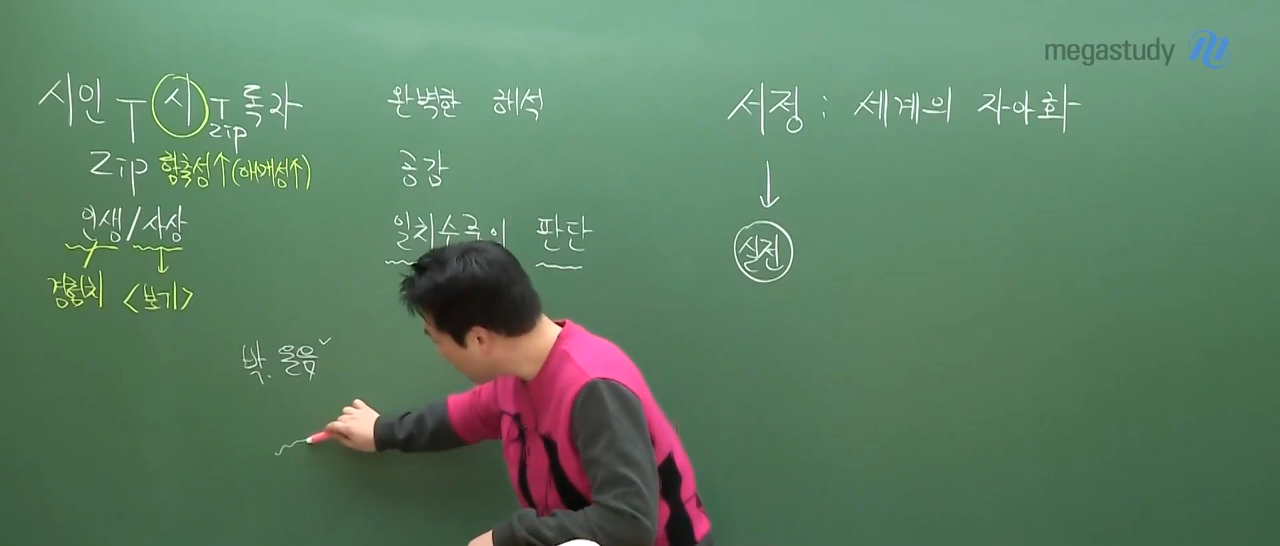 megastudy
시인 ㅜ 시 ㅜ 독자
zip
zip 함축성↑(애매성↑)
인생/사상
경험치 <보기>
완벽한 해석
공감
일치수준이 판단
박. 울음
서정 : 세계의 자아화
↓
실전